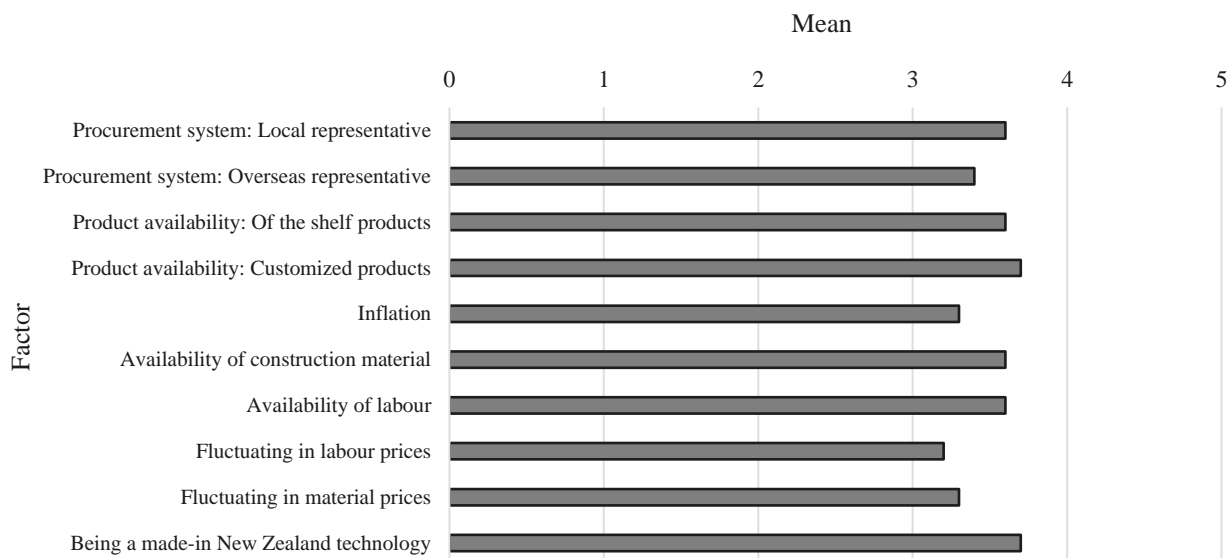 Mean
0 1 2 3 4 5
Procurement system: Local representative
Procurement system: Overseas representative
Product availability: Of the shelf products
Product availability: Customized products
Inflation
Availability of construction material
Availability of labour
Fluctuating in labour prices
Fluctuating in material prices
Being a made-in New Zealand technology
Factor